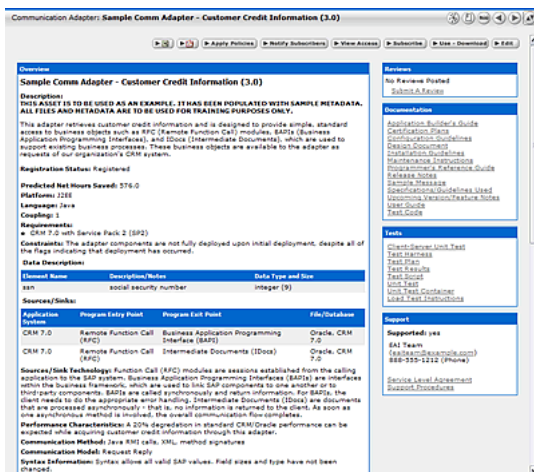 Communication Adapter: Sample Comm Adapter - Customer Credit Information (3.0)
Apply Policies
Notify Subscribers
View Access
Subscribe
Use - Download
Edit
Overview
Sample Comm Adapter - Customer Credit Information (3.0)
Description:
THIS ASSET IS TO BE USED AS AN EXAMPLE. IT HAS BEEN POPULATED WITH SAMPLE METADATA.
ALL FILES AND METADATA ARE TO BE USED FOR TRAINING PURPOSES ONLY.
This adapter retrieves customer credit information and is designed to provide simple, standard
access to business objects such as RFC (Remote Function Call) modules, BAPIs (Business
Application Programming Interfaces), and IDocs (Intermediate Documents), which are used to
support existing business processes. These business objects are available to the adapter as
requests of our organization's CRM system.
Registration Status: Registered
Predicted Net Hours Saved: 576.0
Platform: J2EE
Language: Java
Coupling: 1
Requirements:
CRM 7.0 with Service Pack 2 (SP2)
Constraints: The adapter components are not fully deployed upon initial deployment, despite all of
the flags indicating that deployment has occurred.
Data Description:
Element Name Description/Notes Data Type and Size
ssn social security number integer (9)
Sources/Sinks:
Application System Program Entry Point Program Exit Point File/Database
CRM 7.0 Remote Function Call (RFC) Business Application Programming Interface (BAPI) Oracle, CRM 7.0
CRM 7.0 Remote Function Call (RFC) Intermediate Documents (IDocs) Oracle, CRM 7.0
Sources/Sink Technology: Function Call (RFC) modules are sessions established from the calling
application to the SAP system. Business Application Programming Interfaces (BAPIs) are interfaces
within the business framework, which are used to link SAP components to one another or to
third-party components. BAPIs are called synchronously and return information. For BAPIs, the
client needs to do the appropriate error handling. Intermediate Documents (IDocs) are documents
that are processed asynchronously - that is, no information is returned to the client. As soon as
one asynchronous method is involved, the overall communication flow completes.
Performance Characteristics: A 20% degredation in standard CRM/Oracle performance can be
expected while acquiring customer credit information through this adapter.
Communication Method: Java RMI calls, XML, method signatures
Communication Model: Request Reply
Syntax Information: Syntax allows all valid SAP values. Field sizes and type have not been
changed.
Reviews
No Reviews Posted
Submit A Review
Documentation
Application Builder's Guide
Certification Plans
Configuration Guidelines
Design Document
Installation Guidelines
Maintenance Instructions
Programmer's Reference Guide
Release Notes
Sample Message
Specifications/Guidelines Used
Upcoming Version/Feature Notes
User Guide
Test Code
Tests
Client-Server Unit Test
Test Harness
Test Plan
Test Results
Test Script
Unit Test
Unit Test Container
Load Test Instructions
Support
Supported: yes
EAI Team
(eaiteam@example.com)
888-555-1212 (Phone)
Service Level Agreement
Support Procedures